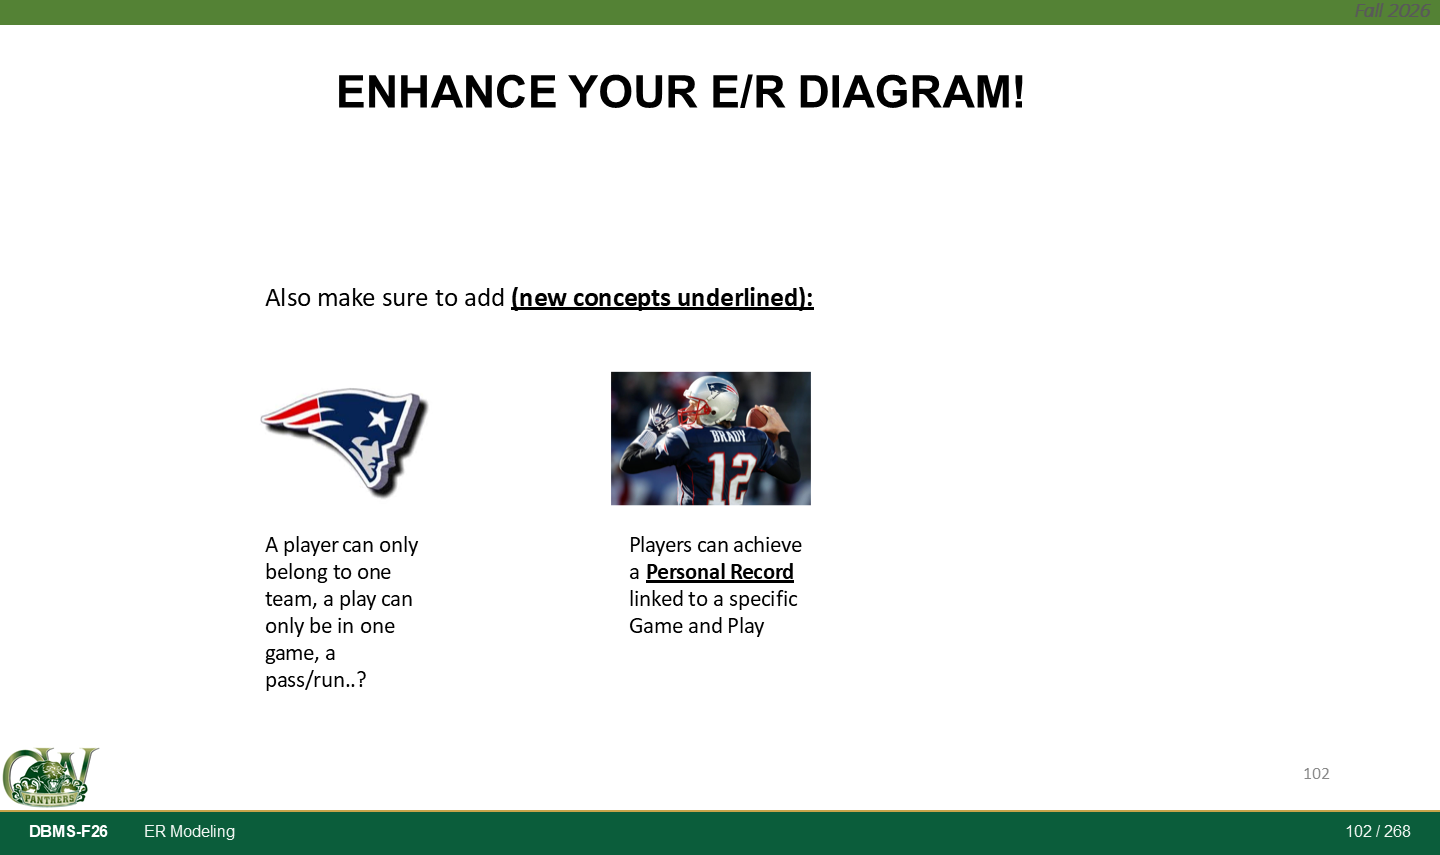 Fall 2026
ENHANCE YOUR E/R DIAGRAM!
Also make sure to add (new concepts underlined):
BRADY
12
A player can only
belong to one
team, a play can
only be in one
game, a
pass/run..?
Players can achieve
a Personal Record
linked to a specific
Game and Play
OW
PANTHERS
102
DBMS-F26 ER Modeling 102 / 268